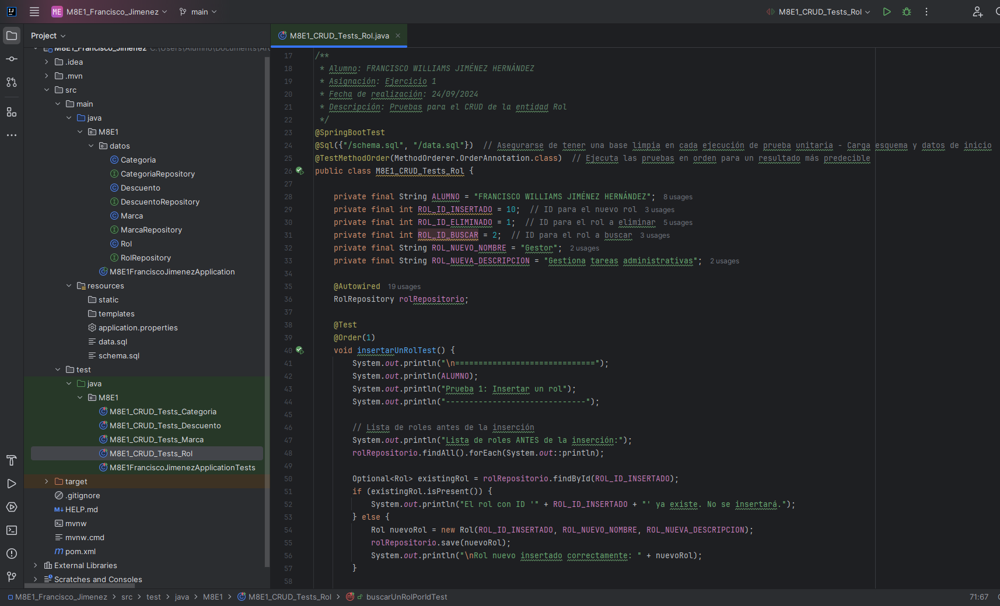 ME M8E1_Francisco_Jimenez main M8E1_CRUD_Tests_Rol
Project
M8E1_CRUD_Tests_Rol.java
M8E1_Francisco_Jimenez C:\Users\Alumno\Documents\
.idea
.mvn
src
main
java
M8E1
datos
Categoria
CategoriaRepository
Descuento
DescuentoRepository
Marca
MarcaRepository
Rol
RolRepository
M8E1FranciscoJimenezApplication
resources
static
templates
application.properties
data.sql
schema.sql
test
java
M8E1
M8E1_CRUD_Tests_Categoria
M8E1_CRUD_Tests_Descuento
M8E1_CRUD_Tests_Marca
M8E1_CRUD_Tests_Rol
M8E1FranciscoJimenezApplicationTests
target
.gitignore
HELP.md
mvnw
mvnw.cmd
pom.xml
External Libraries
Scratches and Consoles
17 /**
18 * Alumno: FRANCISCO WILLIAMS JIMÉNEZ HERNÁNDEZ
19 * Asignación: Ejercicio 1
20 * Fecha de realización: 24/09/2024
21 * Descripción: Pruebas para el CRUD de la entidad Rol
22 */
23 @SpringBootTest
24 @Sql({"/schema.sql", "/data.sql"}) // Asegurarse de tener una base limpia en cada ejecución de prueba unitaria - Carga esquema y datos de inicio
25 @TestMethodOrder(MethodOrderer.OrderAnnotation.class) // Ejecuta las pruebas en orden para un resultado más predecible
26 public class M8E1_CRUD_Tests_Rol {
27
28 private final String ALUMNO = "FRANCISCO WILLIAMS JIMÉNEZ HERNÁNDEZ"; 8 usages
29 private final int ROL_ID_INSERTADO = 10; // ID para el nuevo rol 3 usages
30 private final int ROL_ID_ELIMINADO = 1; // ID para el rol a eliminar 5 usages
31 private final int ROL_ID_BUSCAR = 2; // ID para el rol a buscar 3 usages
32 private final String ROL_NUEVO_NOMBRE = "Gestor"; 2 usages
33 private final String ROL_NUEVA_DESCRIPCION = "Gestiona tareas administrativas"; 2 usages
34
35 @Autowired 19 usages
36 RolRepository rolRepositorio;
37
38 @Test
39 @Order(1)
40 void insertarUnRolTest() {
41 System.out.println("\n==============================");
42 System.out.println(ALUMNO);
43 System.out.println("Prueba 1: Insertar un rol");
44 System.out.println("------------------------------");
45
46 // Lista de roles antes de la inserción
47 System.out.println("Lista de roles ANTES de la inserción:");
48 rolRepositorio.findAll().forEach(System.out::println);
49
50 Optional<Rol> existingRol = rolRepositorio.findById(ROL_ID_INSERTADO);
51 if (existingRol.isPresent()) {
52 System.out.println("El rol con ID '" + ROL_ID_INSERTADO + "' ya existe. No se insertará.");
53 } else {
54 Rol nuevoRol = new Rol(ROL_ID_INSERTADO, ROL_NUEVO_NOMBRE, ROL_NUEVA_DESCRIPCION);
55 rolRepositorio.save(nuevoRol);
56 System.out.println("\nRol nuevo insertado correctamente: " + nuevoRol);
57 }
58
M8E1_Francisco_Jimenez > src > test > java > M8E1 > M8E1_CRUD_Tests_Rol > buscarUnRolPorIdTest 71:67